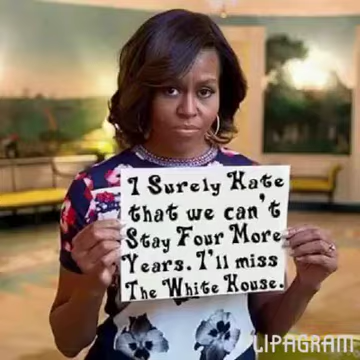 I Surely Hate
that we can't
Stay Four More
Years. I'll miss
The White House.
LIPAGRAM